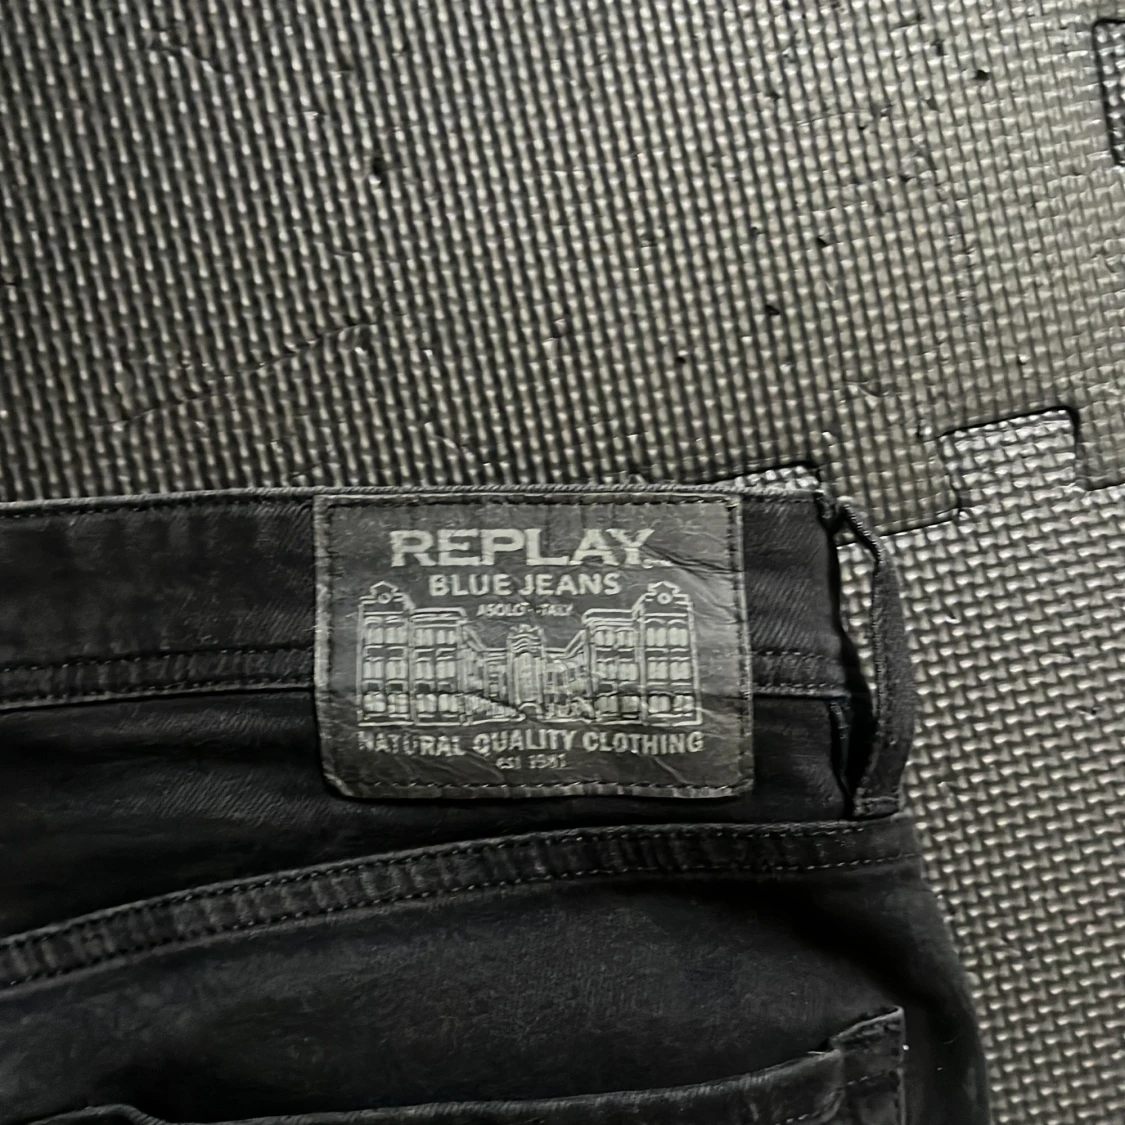 REPLAY
BLUE JEANS
ASOLO - ITALY
NATURAL QUALITY CLOTHING
est 1981